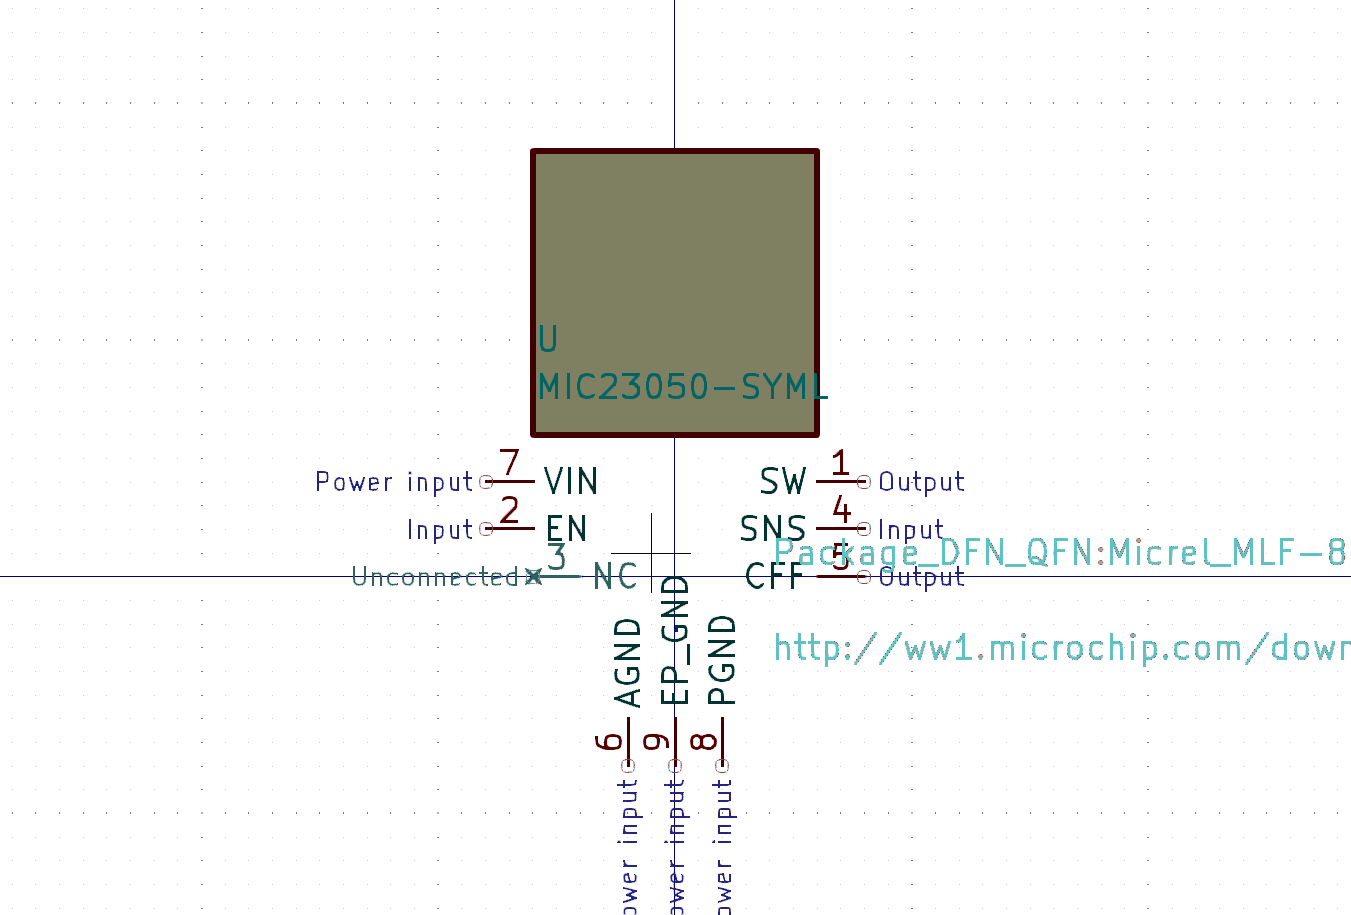 U
MIC23050-SYML
Power input 7 VIN
SW 1 Output
Input 2 EN
SNS 4 Input
Package_DFN_QFN:Micrel_MLF-8
Unconnected 3 NC
CFF 5 Output
AGND
EP_GND
PGND
http://ww1.microchip.com/down
6
9
8
ower input
ower input
ower input